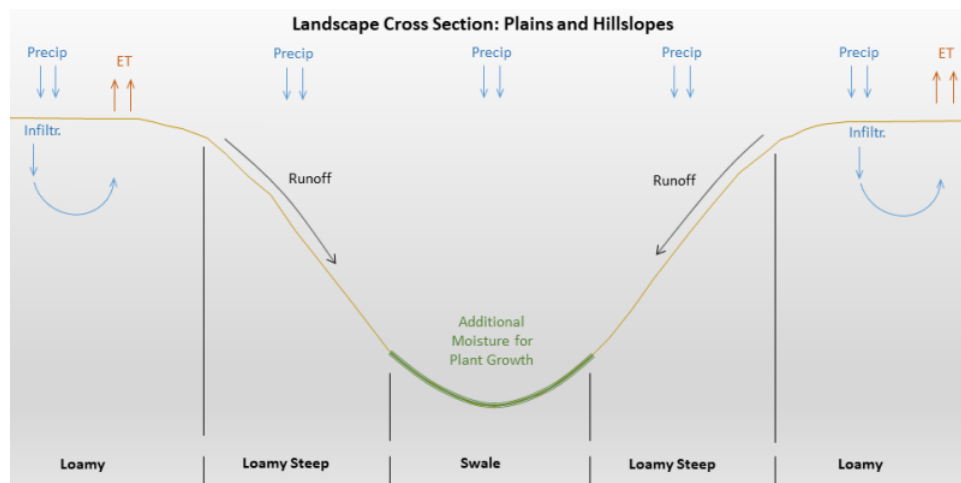 Landscape Cross Section: Plains and Hillslopes
Precip
ET
Precip
Precip
Precip
Precip
ET
Infiltr.
Infiltr.
Runoff
Runoff
Additional
Moisture for
Plant Growth
Loamy
Loamy Steep
Swale
Loamy Steep
Loamy